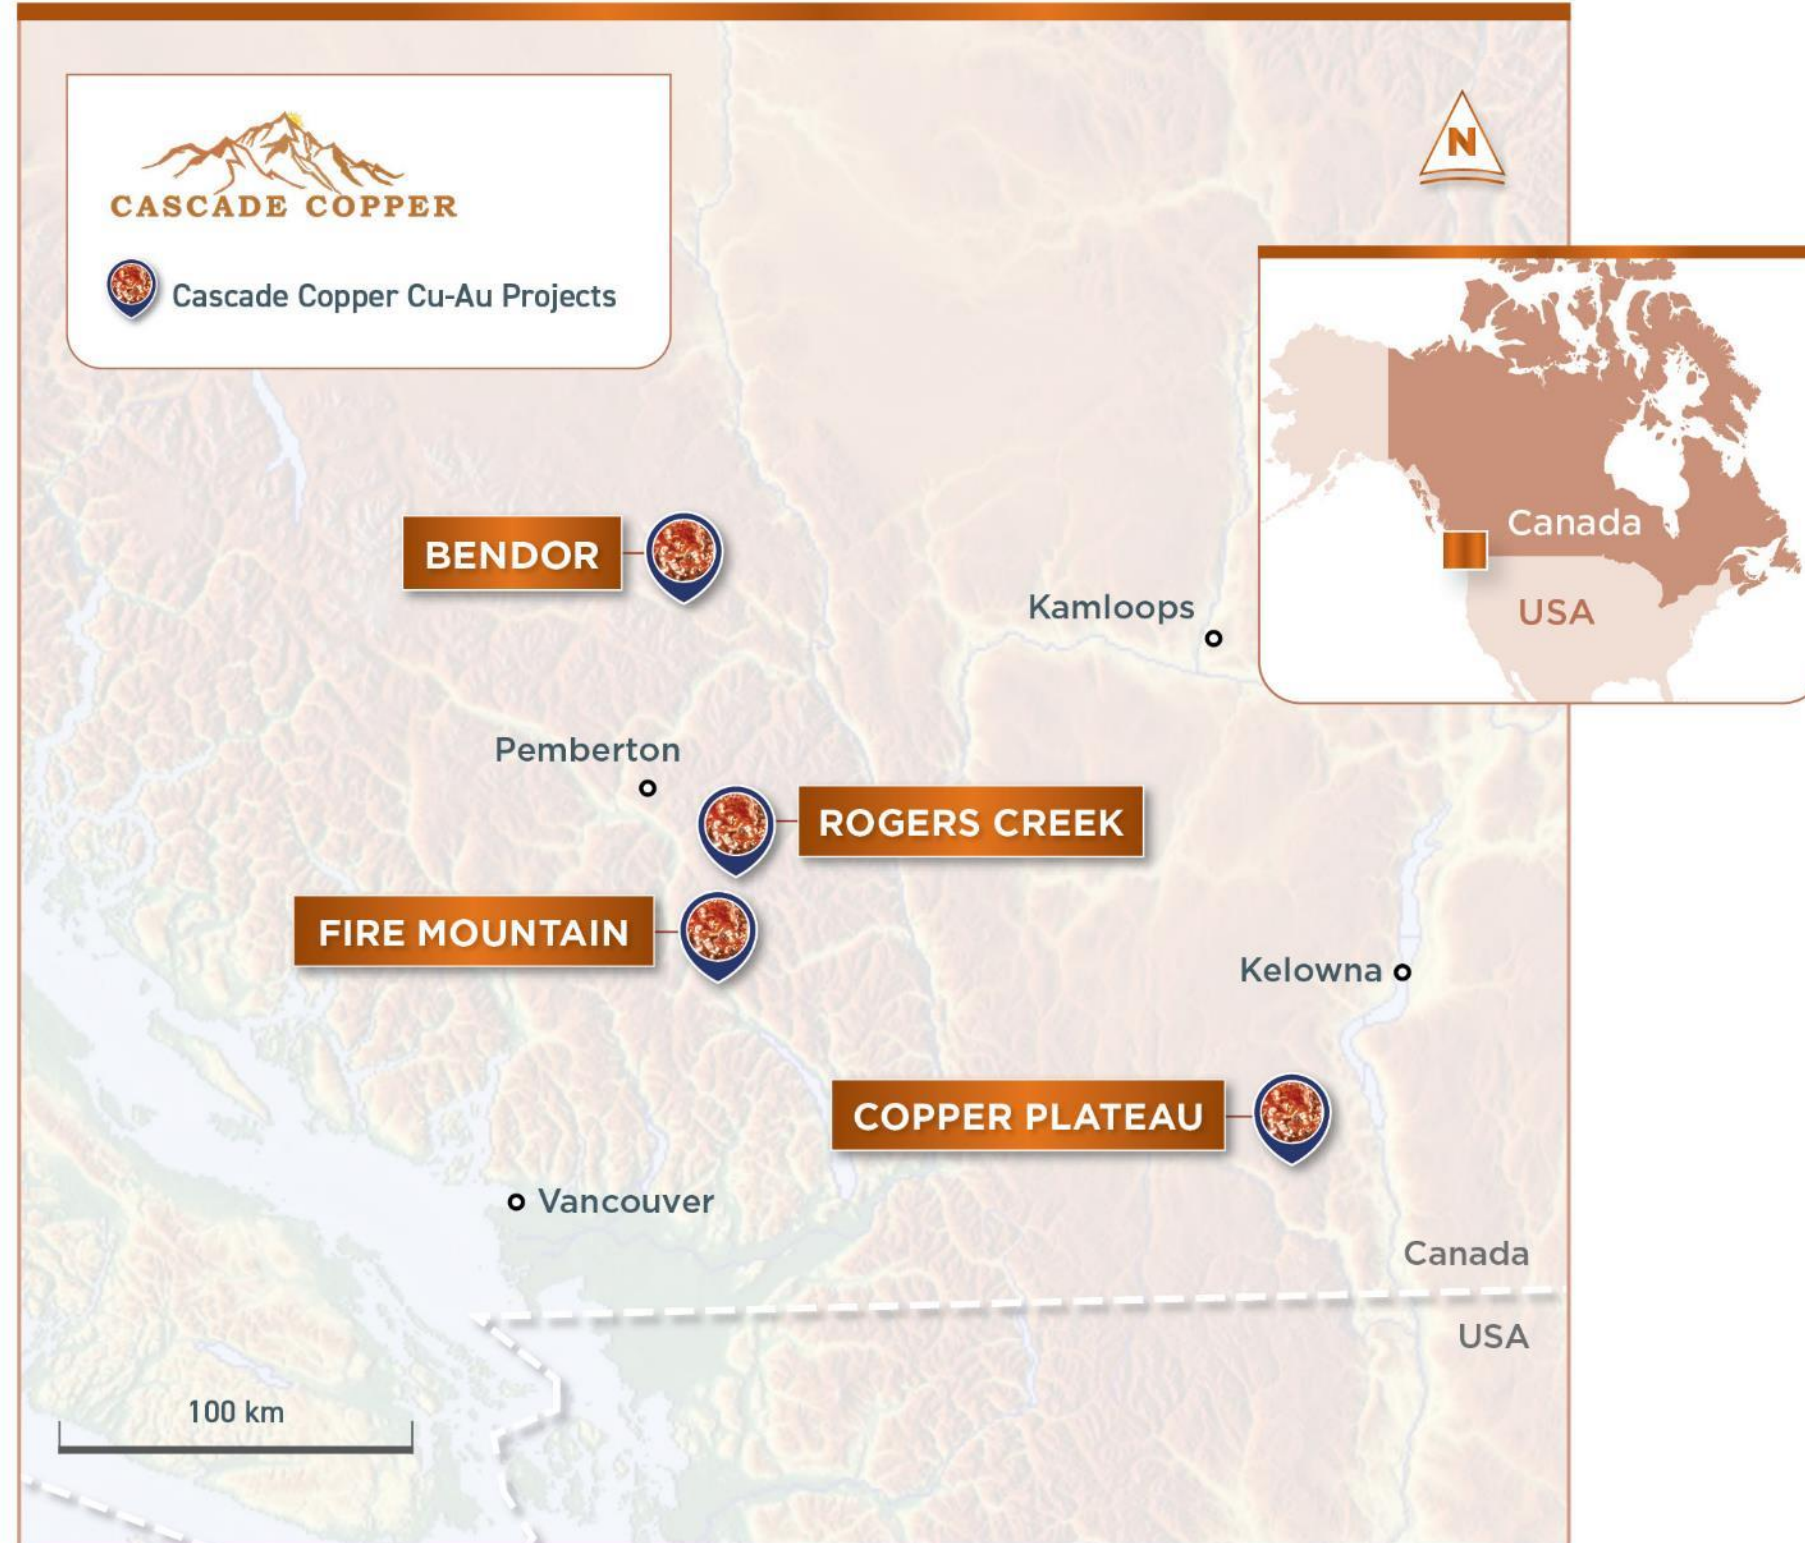 CASCADE COPPER
Cascade Copper Cu-Au Projects
N
Canada
USA
BENDOR
Kamloops
Pemberton
ROGERS CREEK
FIRE MOUNTAIN
Kelowna
COPPER PLATEAU
Vancouver
Canada
USA
100 km